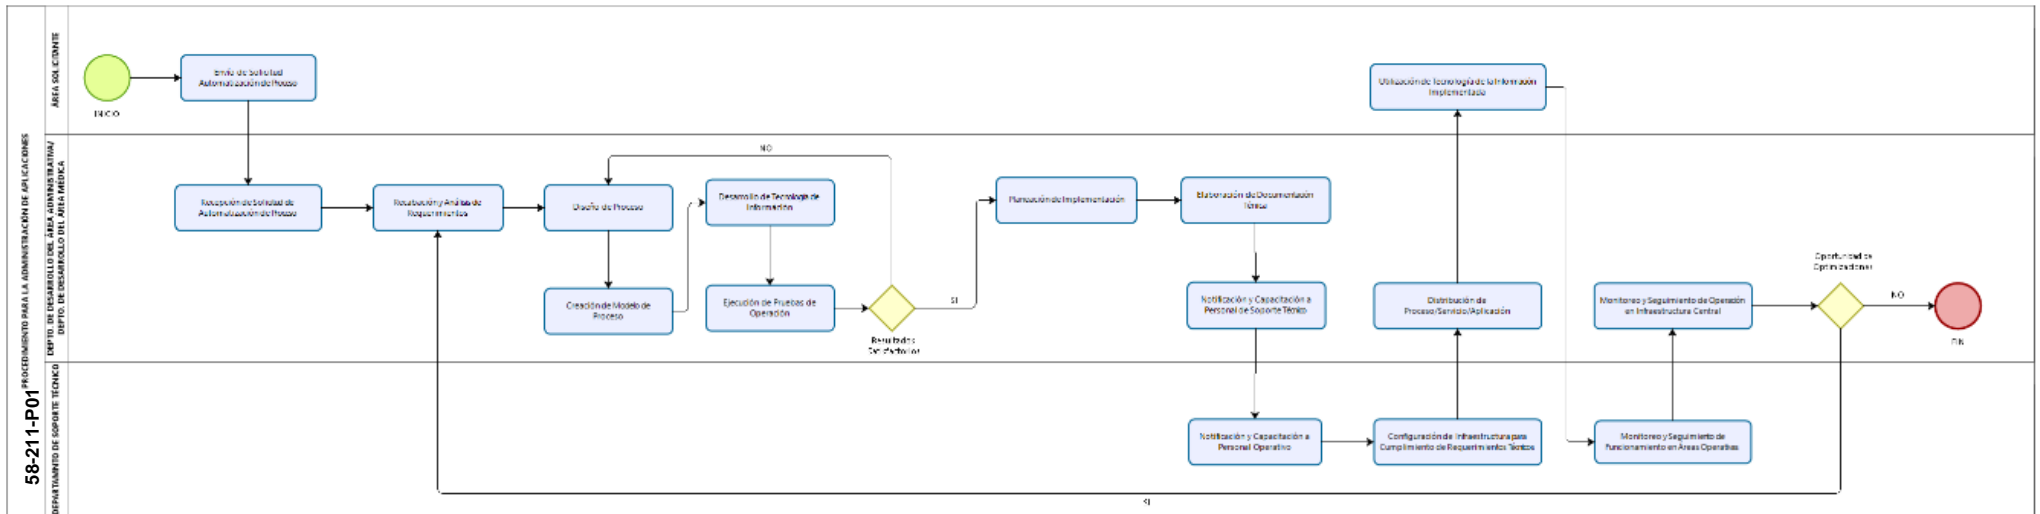 58-211-P01
PROCEDIMIENTO PARA LA ADMINISTRACIÓN DE APLICACIONES
ÁREA SOLICITANTE
INICIO
Envío de Solicitud
Automatización de Proceso
Utilización de Tecnología de la Información
Implementada
DEPTO. DE DESARROLLO DEL ÁREA ADMINISTRATIVA/
DEPTO. DE DESARROLLO DEL ÁREA MÉDICA
Recepción de Solicitud de
Automatización de Proceso
Recabación y Análisis de
Requerimientos
Diseño de Proceso
Creación de Modelo de
Proceso
Desarrollo de Tecnología de
Información
Ejecución de Pruebas de
Operación
NO
Resultados
Satisfactorios
SI
Planeación de Implementación
Elaboración de Documentación
Ténica
Notificación y Capacitación a
Personal de Soporte Técnico
Distribución de
Proceso/Servicio/Aplicación
Monitoreo y Seguimiento de Operación
en Infraestructura Central
Oportunidades
Optimizaciones
NO
FIN
DEPARTAMENTO DE SOPORTE TÉCNICO
Notificación y Capacitación a
Personal Operativo
Configuración de Infraestructura para
Cumplimiento de Requerimientos Técnicos
Monitoreo y Seguimiento de
Funcionamiento en Áreas Operativas
SI